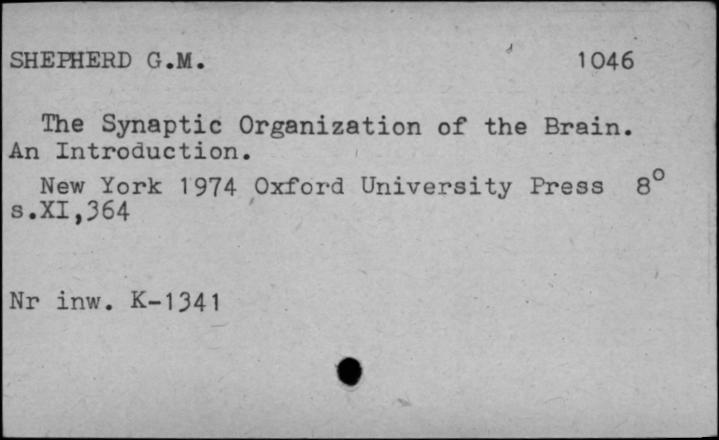 SHEPHERD G.M. 1046
The Synaptic Organization of the Brain.
An Introduction.
New York 1974 Oxford University Press 8°
s.XI,364
Nr inw. K-1341